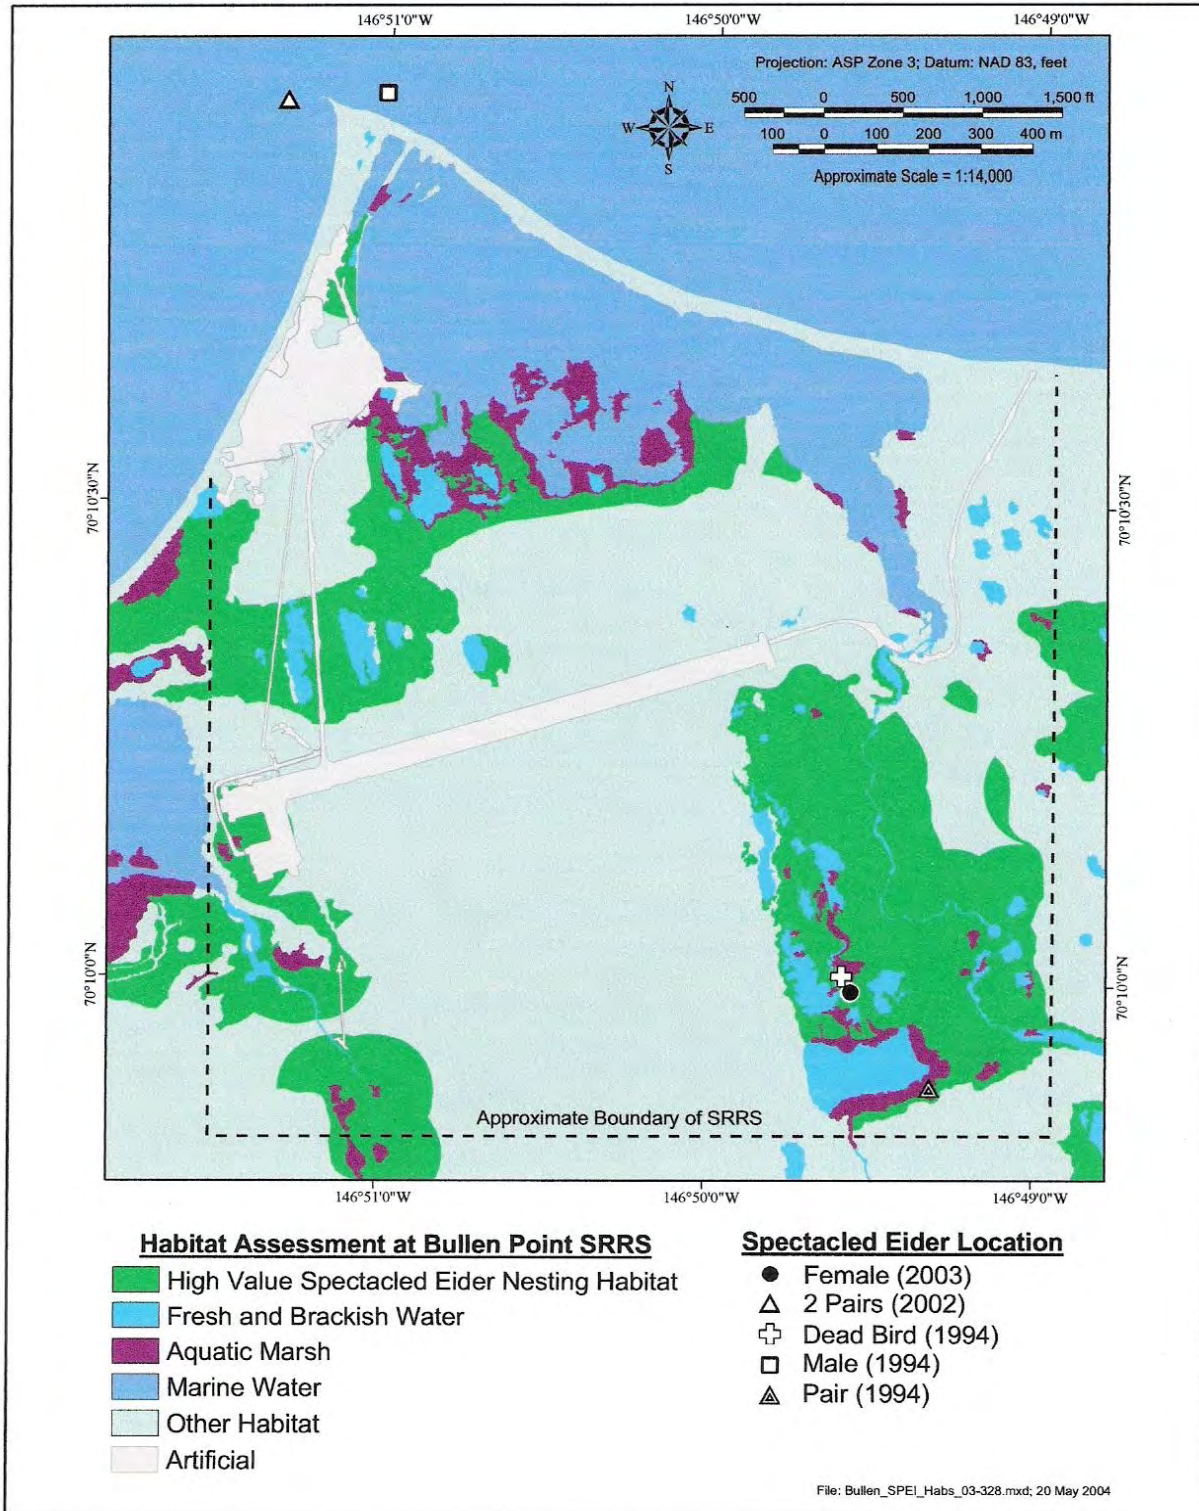 146°51'0"W
146°50'0"W
146°49'0"W
Projection: ASP Zone 3; Datum: NAD 83, feet
500 0 500 1,000 1,500 ft
100 0 100 200 300 400 m
Approximate Scale = 1:14,000
N
W
E
S
70°10'30"N
70°10'30"N
70°10'0"N
70°10'0"N
Approximate Boundary of SRRS
146°51'0"W
146°50'0"W
146°49'0"W
Habitat Assessment at Bullen Point SRRS
High Value Spectacled Eider Nesting Habitat
Fresh and Brackish Water
Aquatic Marsh
Marine Water
Other Habitat
Artificial
Spectacled Eider Location
Female (2003)
2 Pairs (2002)
Dead Bird (1994)
Male (1994)
Pair (1994)
File: Bullen_SPEI_Habs_03-328.mxd; 20 May 2004